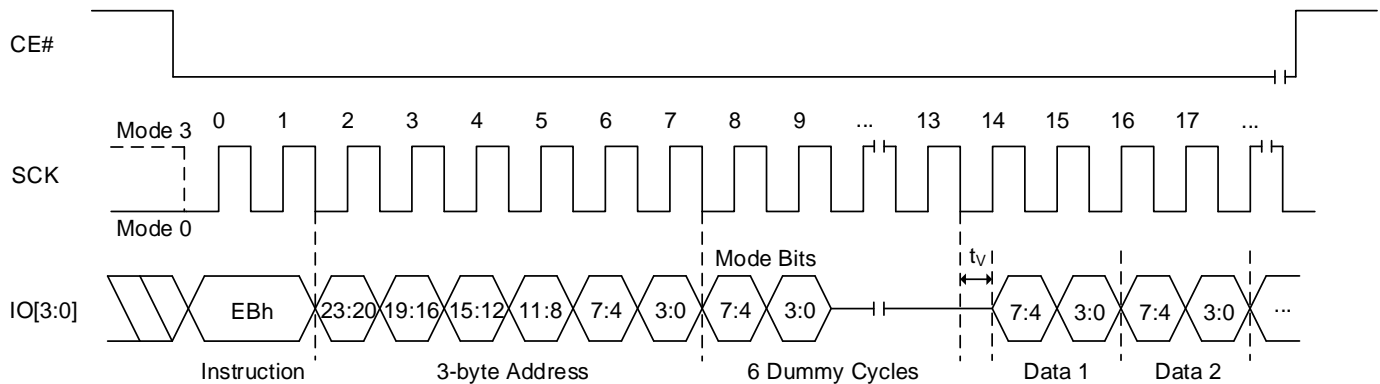 CE#
0 1 2 3 4 5 6 7 8 9 ... 13 14 15 16 17 ...
Mode 3
SCK
Mode 0
Mode Bits tV
IO[3:0] EBh 23:20 19:16 15:12 11:8 7:4 3:0 7:4 3:0 7:4 3:0 7:4 3:0 ...
Instruction 3-byte Address 6 Dummy Cycles Data 1 Data 2